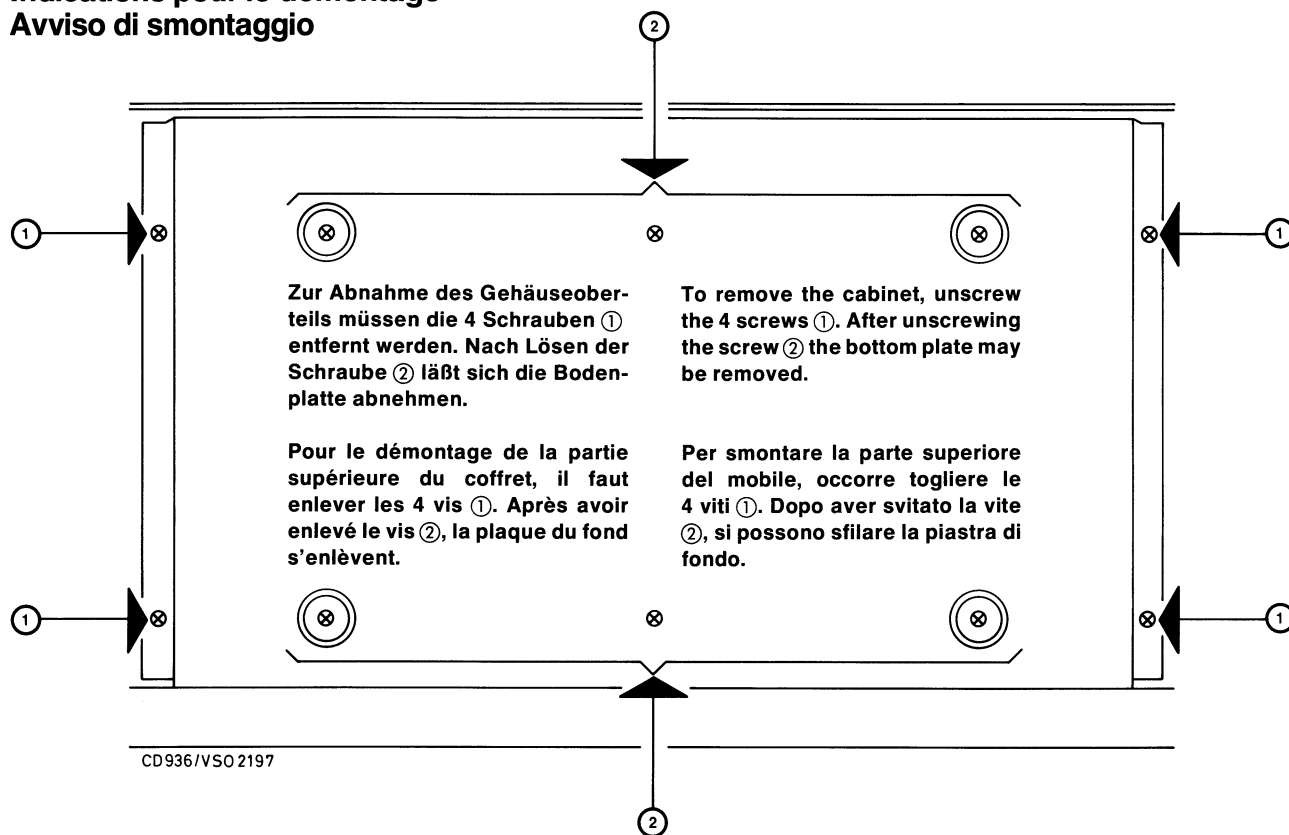 Avviso di smontaggio
②
①
①
Zur Abnahme des Gehäuseober-
teils müssen die 4 Schrauben ①
entfernt werden. Nach Lösen der
Schraube ② läßt sich die Boden-
platte abnehmen.
To remove the cabinet, unscrew
the 4 screws ①. After unscrewing
the screw ② the bottom plate may
be removed.
Pour le démontage de la partie
supérieure du coffret, il faut
enlever les 4 vis ①. Après avoir
enlevé le vis ②, la plaque du fond
s'enlèvent.
Per smontare la parte superiore
del mobile, occorre togliere le
4 viti ①. Dopo aver svitato la vite
②, si possono sfilare la piastra di
fondo.
①
①
CD936/VSO2197
②